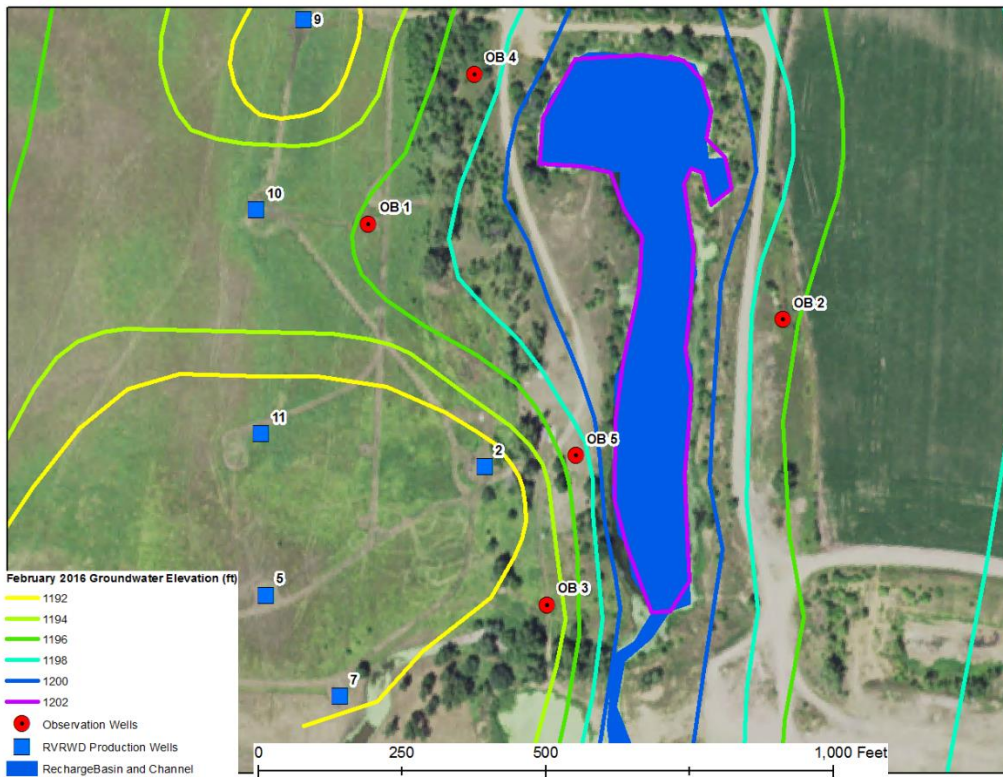 9
OB 4
10
OB 1
OB 2
11
2
OB 5
5
OB 3
7
February 2016 Groundwater Elevation (ft)
1192
1194
1196
1198
1200
1202
Observation Wells
RVRWD Production Wells
RechargeBasin and Channel
0 250 500 1,000 Feet